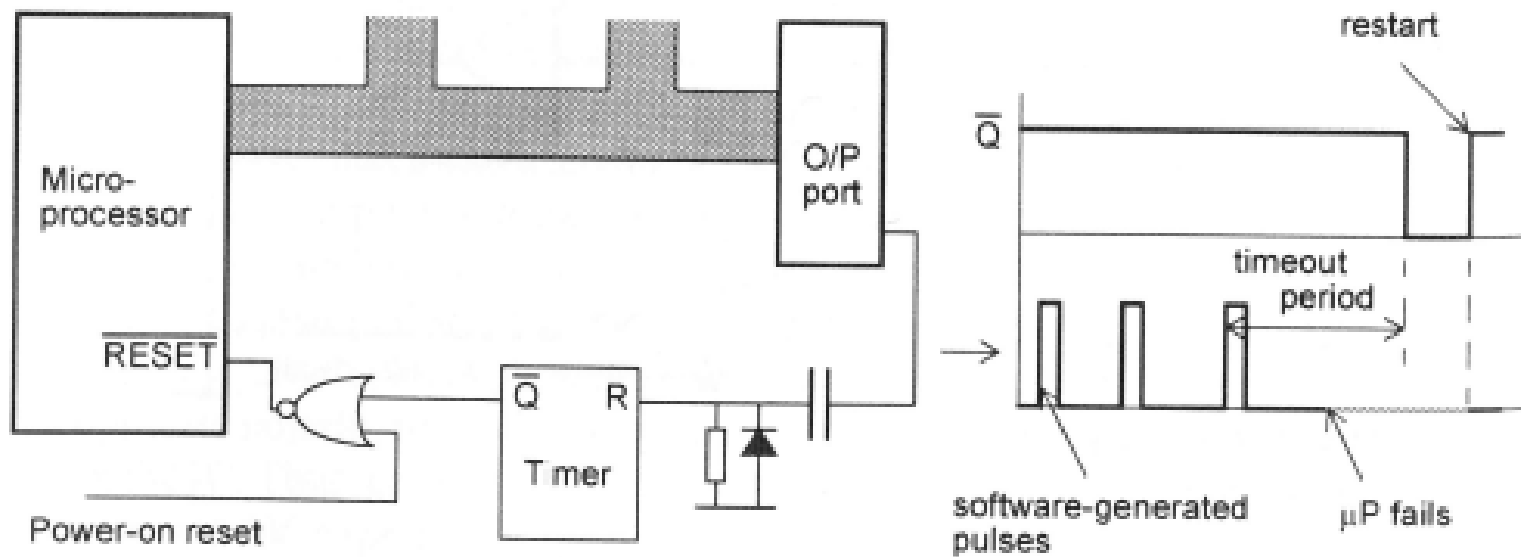 Micro-
processor
RESET
O/P
port
Q
R
Timer
Power-on reset
restart
Q
timeout
period
software-generated
pulses
μP fails